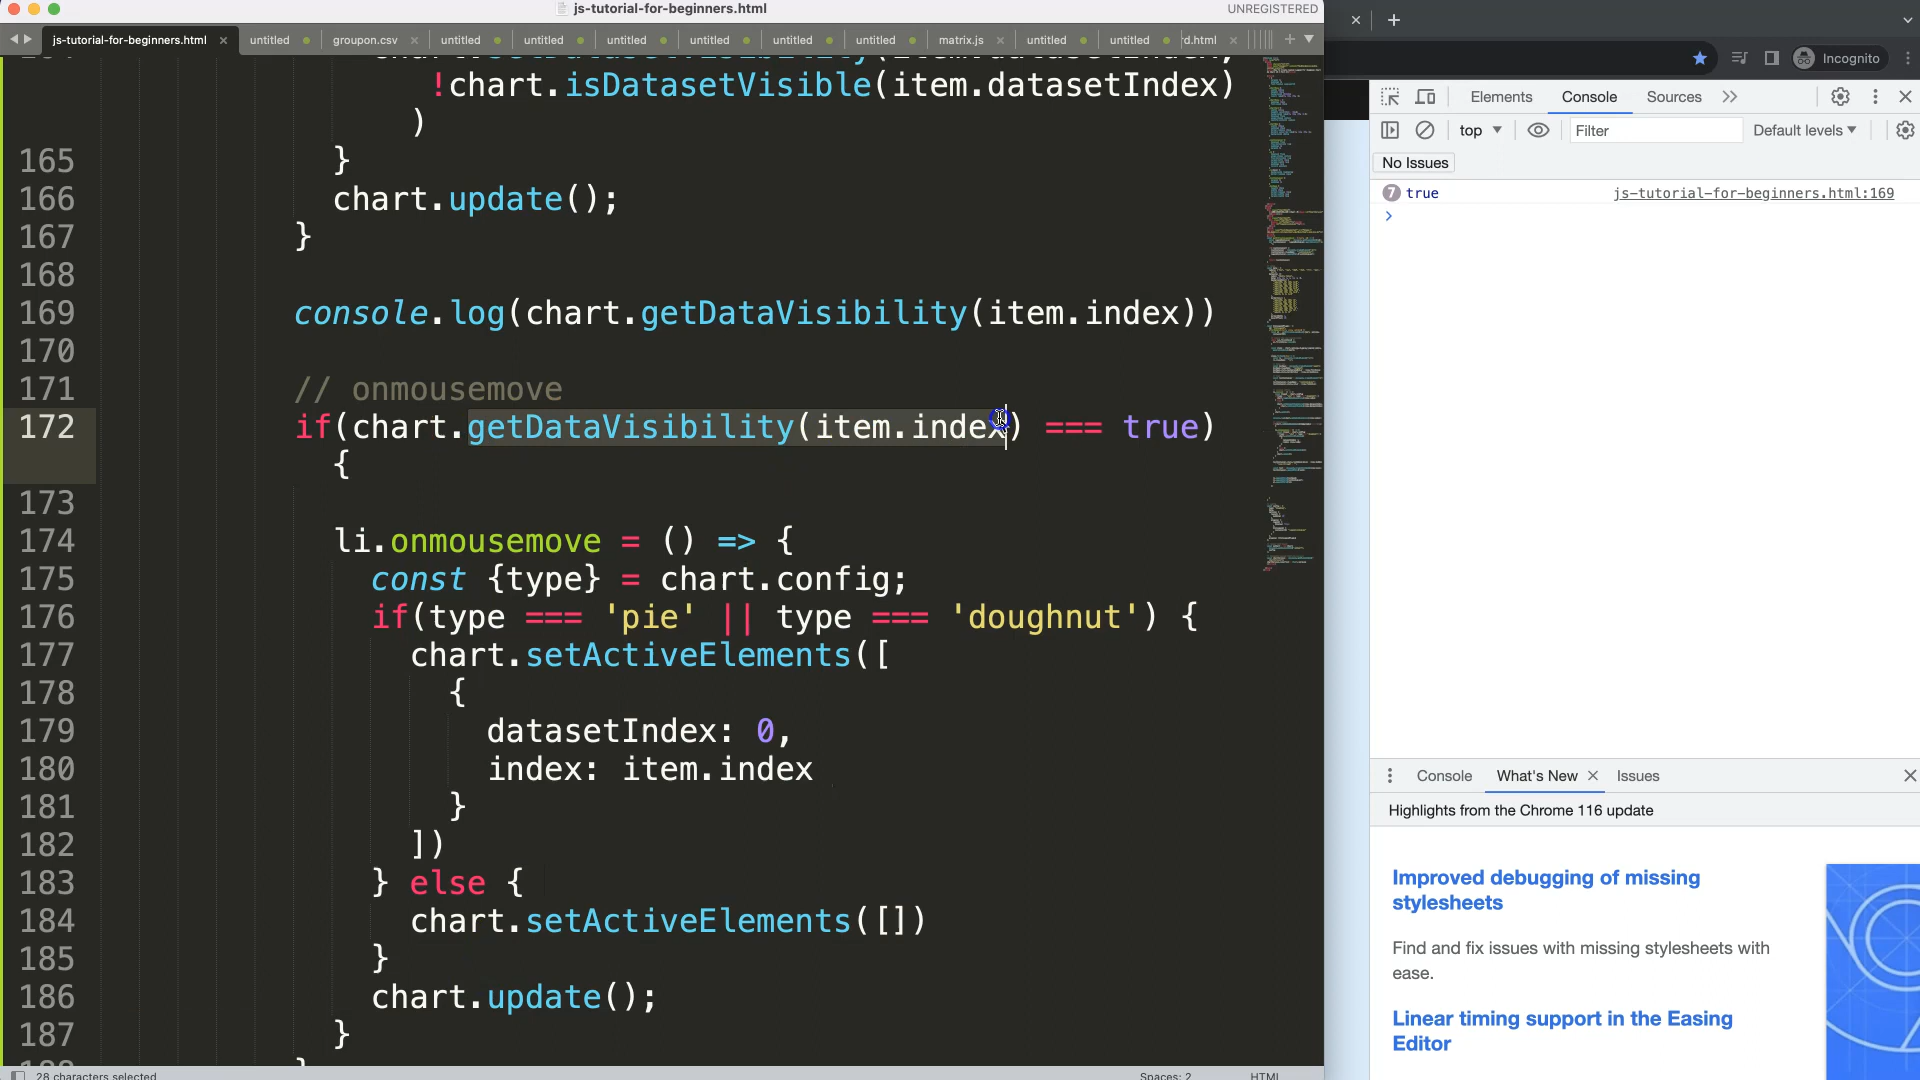 js-tutorial-for-beginners.html
UNREGISTERED
js-tutorial-for-beginners.html × untitled groupon.csv × untitled untitled untitled untitled untitled untitled matrix.js × untitled untitled rd.html ×
!chart.isDatasetVisible(item.datasetIndex)
)
165 }
166 chart.update();
167 }
168
169 console.log(chart.getDataVisibility(item.index))
170
171 // onmousemove
172 if(chart.getDataVisibility(item.index) === true)
{
173
174 li.onmousemove = () => {
175 const {type} = chart.config;
176 if(type === 'pie' || type === 'doughnut') {
177 chart.setActiveElements([
178 {
179 datasetIndex: 0,
180 index: item.index
181 }
182 ])
183 } else {
184 chart.setActiveElements([])
185 }
186 chart.update();
187 }
28 characters selected
Spaces: 2
HTML
Incognito
Elements Console Sources
top
Filter
Default levels
No Issues
7 true js-tutorial-for-beginners.html:169
Console What's New Issues
Highlights from the Chrome 116 update
Improved debugging of missing
stylesheets
Find and fix issues with missing stylesheets with
ease.
Linear timing support in the Easing
Editor